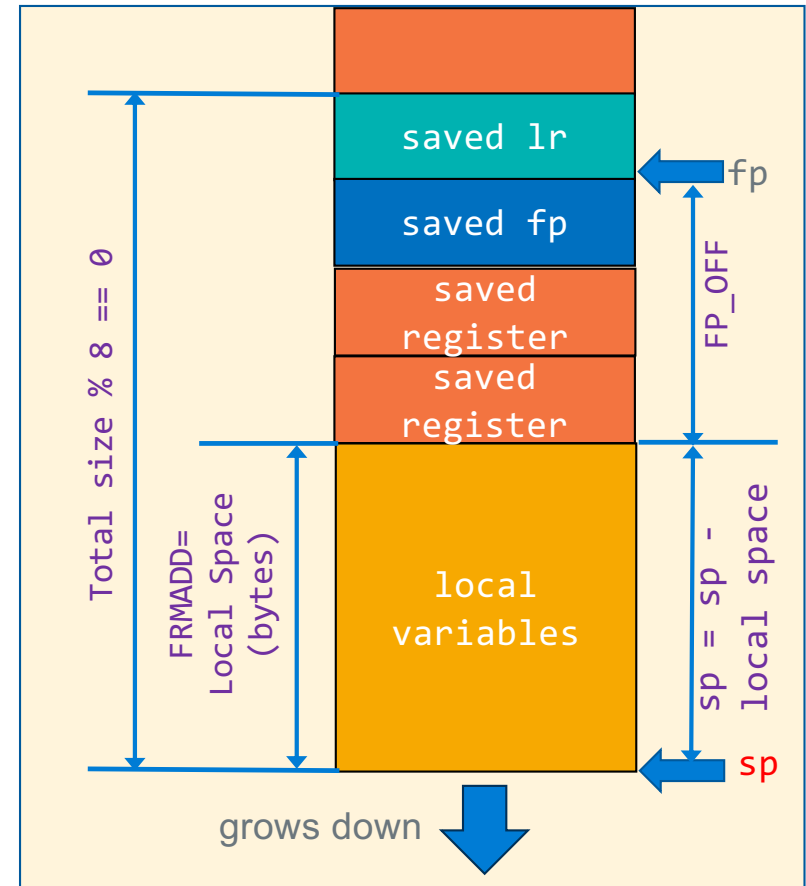 saved lr
fp
saved fp
saved
register
saved
register
FP_OFF
Total size % 8 == 0
FRMADD=
Local Space
(bytes)
local
variables
sp = sp -
local space
sp
grows down